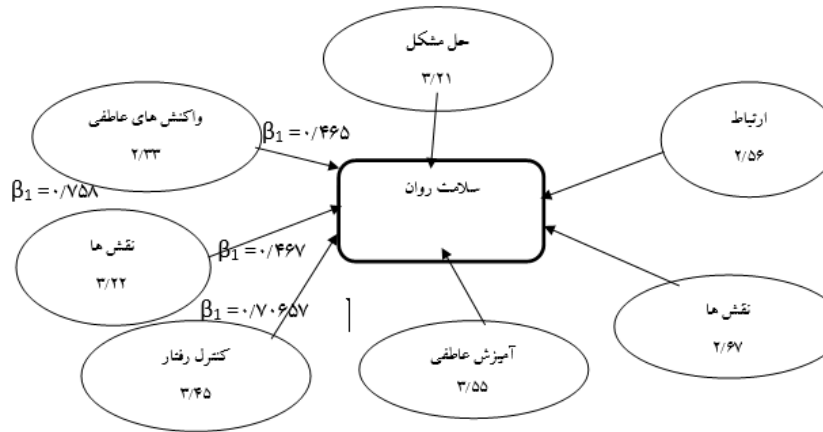 حل مشکل
۳/۲۱
واکنش های عاطفی
۲/۳۳
β₁ =۰/۴۶۵
ارتباط
۲/۵۶
سلامت روان
β₁ =۰/۷۵۸
نقش ها
۳/۲۲
β₁ =۰/۴۶۷
نقش ها
۲/۶۷
β₁ =۰/۷۰۶۵۷
کنترل رفتار
۳/۴۵
آمیزش عاطفی
۳/۵۵